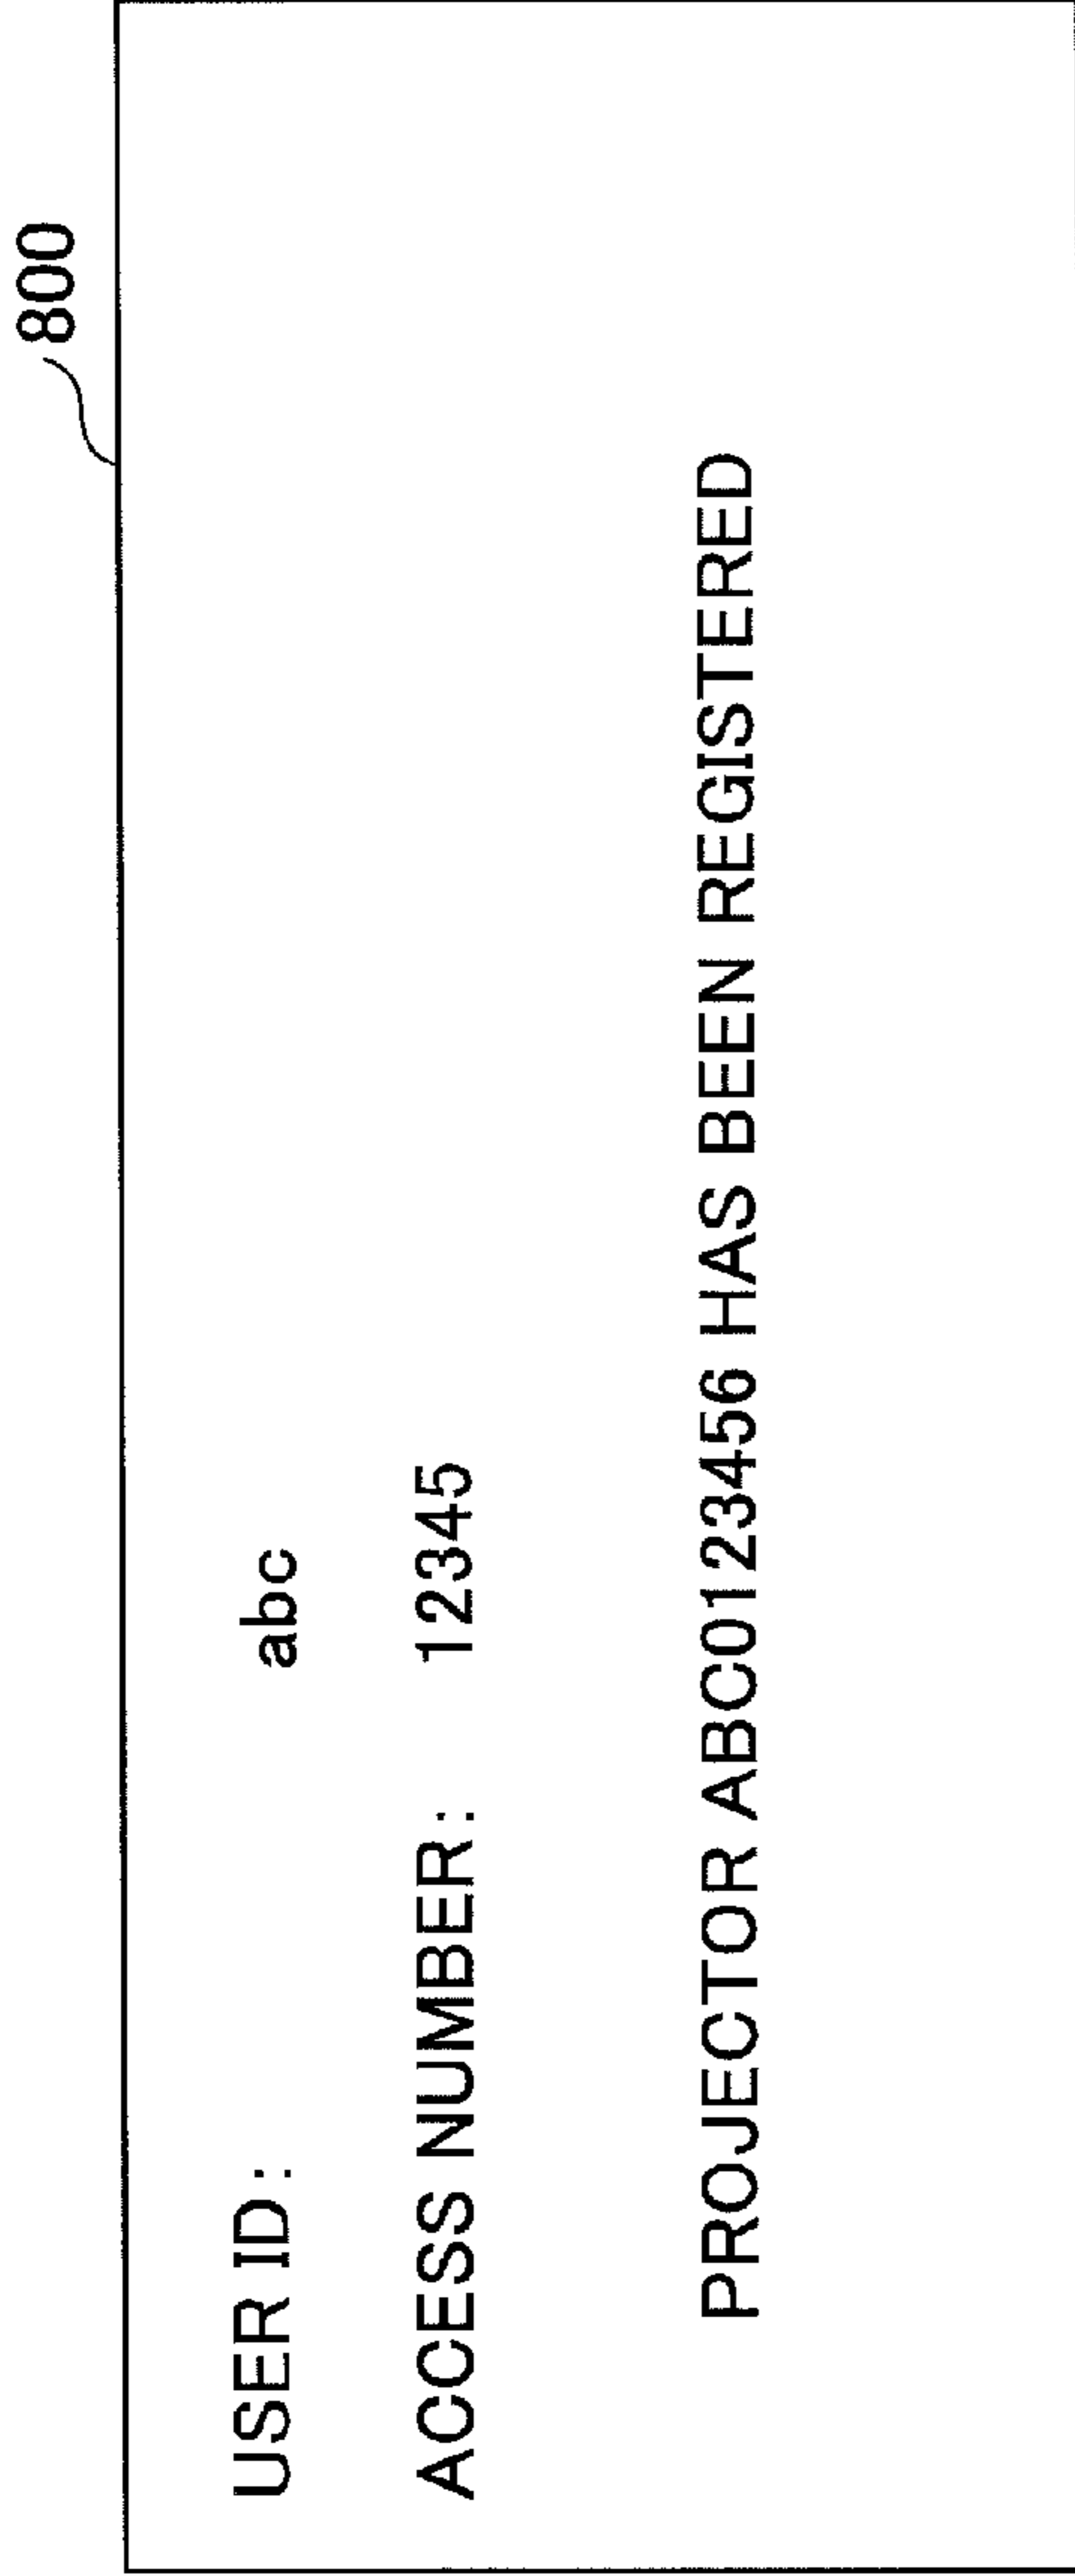 800
USER ID: abc
ACCESS NUMBER: 12345
PROJECTOR ABC0123456 HAS BEEN REGISTERED